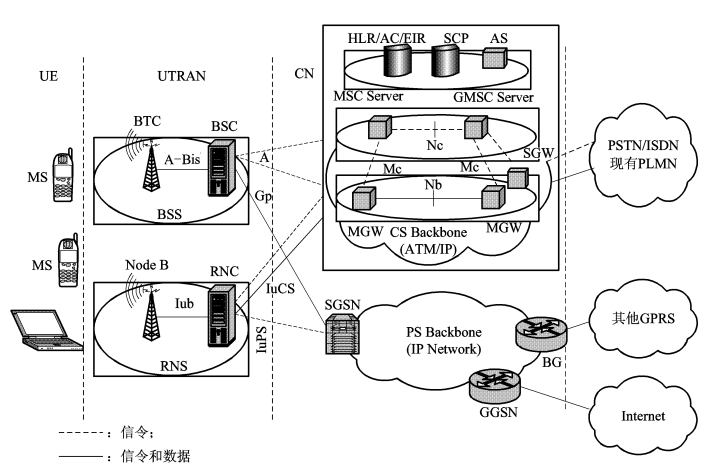 UE
UTRAN
CN
HLR/AC/EIR
SCP
AS
MSC Server
GMSC Server
BTC
BSC
A-Bis
BSS
MS
A
Gp
Nc
SGW
Mc
Mc
Nb
MGW
MGW
CS Backbone
(ATM/IP)
PSTN/ISDN
现有PLMN
MS
Node B
RNC
Iub
RNS
IuCS
IuPS
SGSN
PS Backbone
(IP Network)
BG
GGSN
其他GPRS
Internet
：信令；
：信令和数据